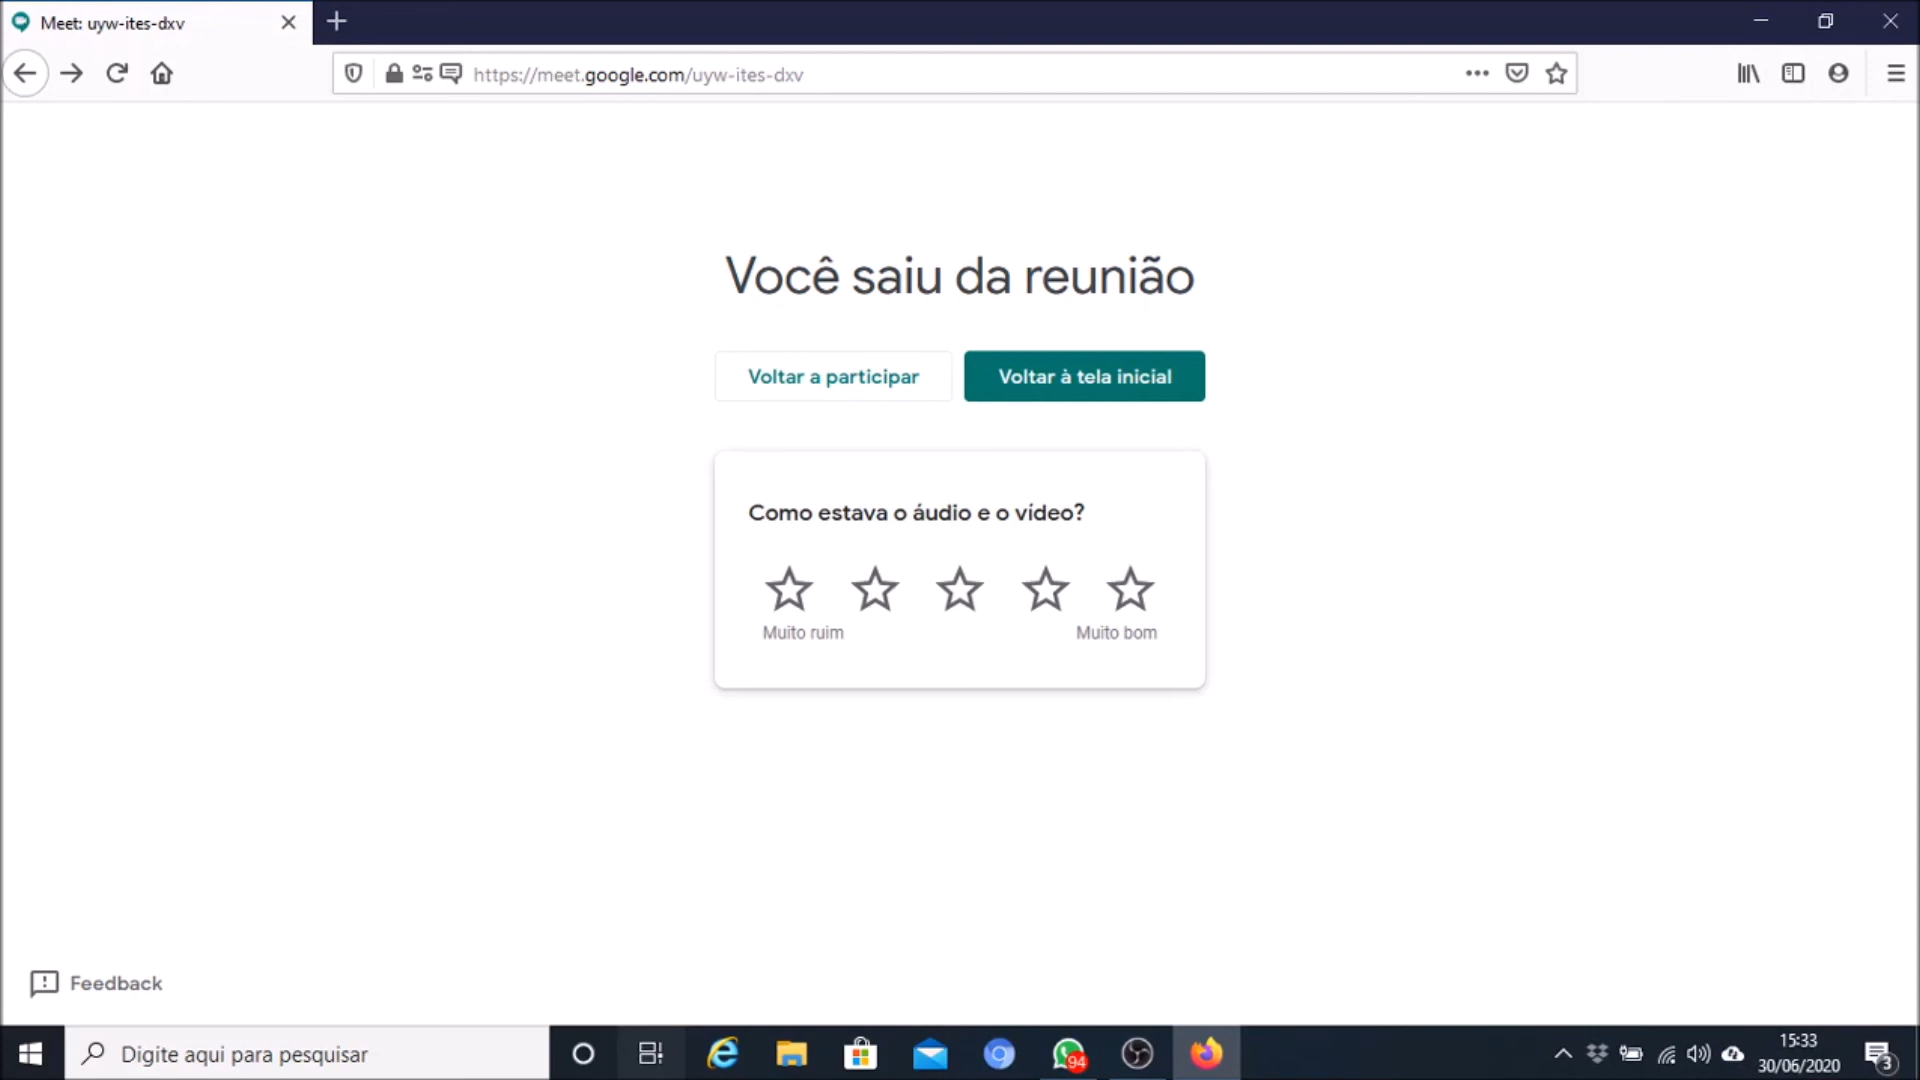 Meet: uyw-ites-dxv
https://meet.google.com/uyw-ites-dxv
Você saiu da reunião
Voltar a participar
Voltar à tela inicial
Como estava o áudio e o vídeo?
Muito ruim
Muito bom
Feedback
Digite aqui para pesquisar
94
15:33
30/06/2020
3